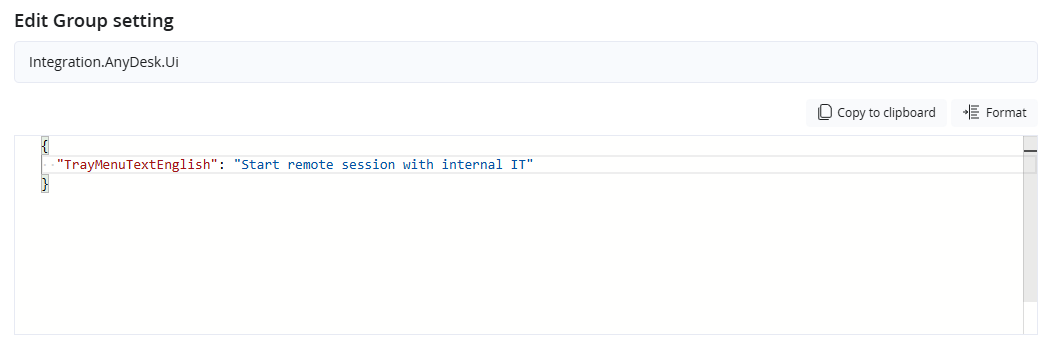 Edit Group setting
Integration.AnyDesk.Ui
Copy to clipboard Format
{
"TrayMenuTextEnglish": "Start remote session with internal IT"
}